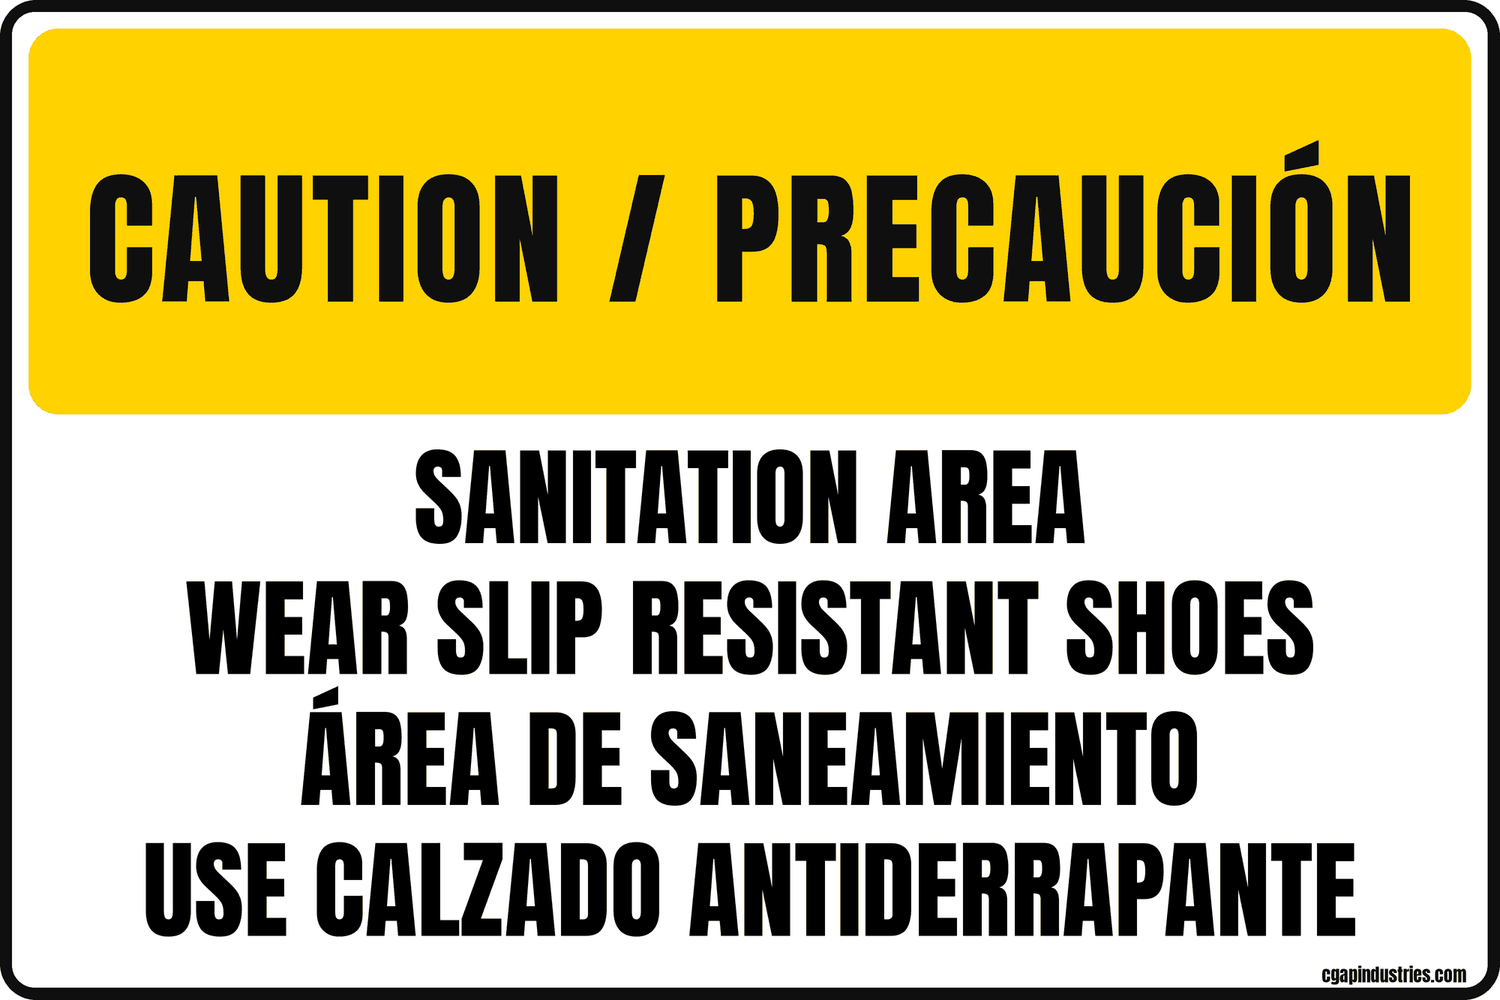 CAUTION / PRECAUCIÓN
SANITATION AREA
WEAR SLIP RESISTANT SHOES
ÁREA DE SANEAMIENTO
USE CALZADO ANTIDERRAPANTE
cgapindustries.com